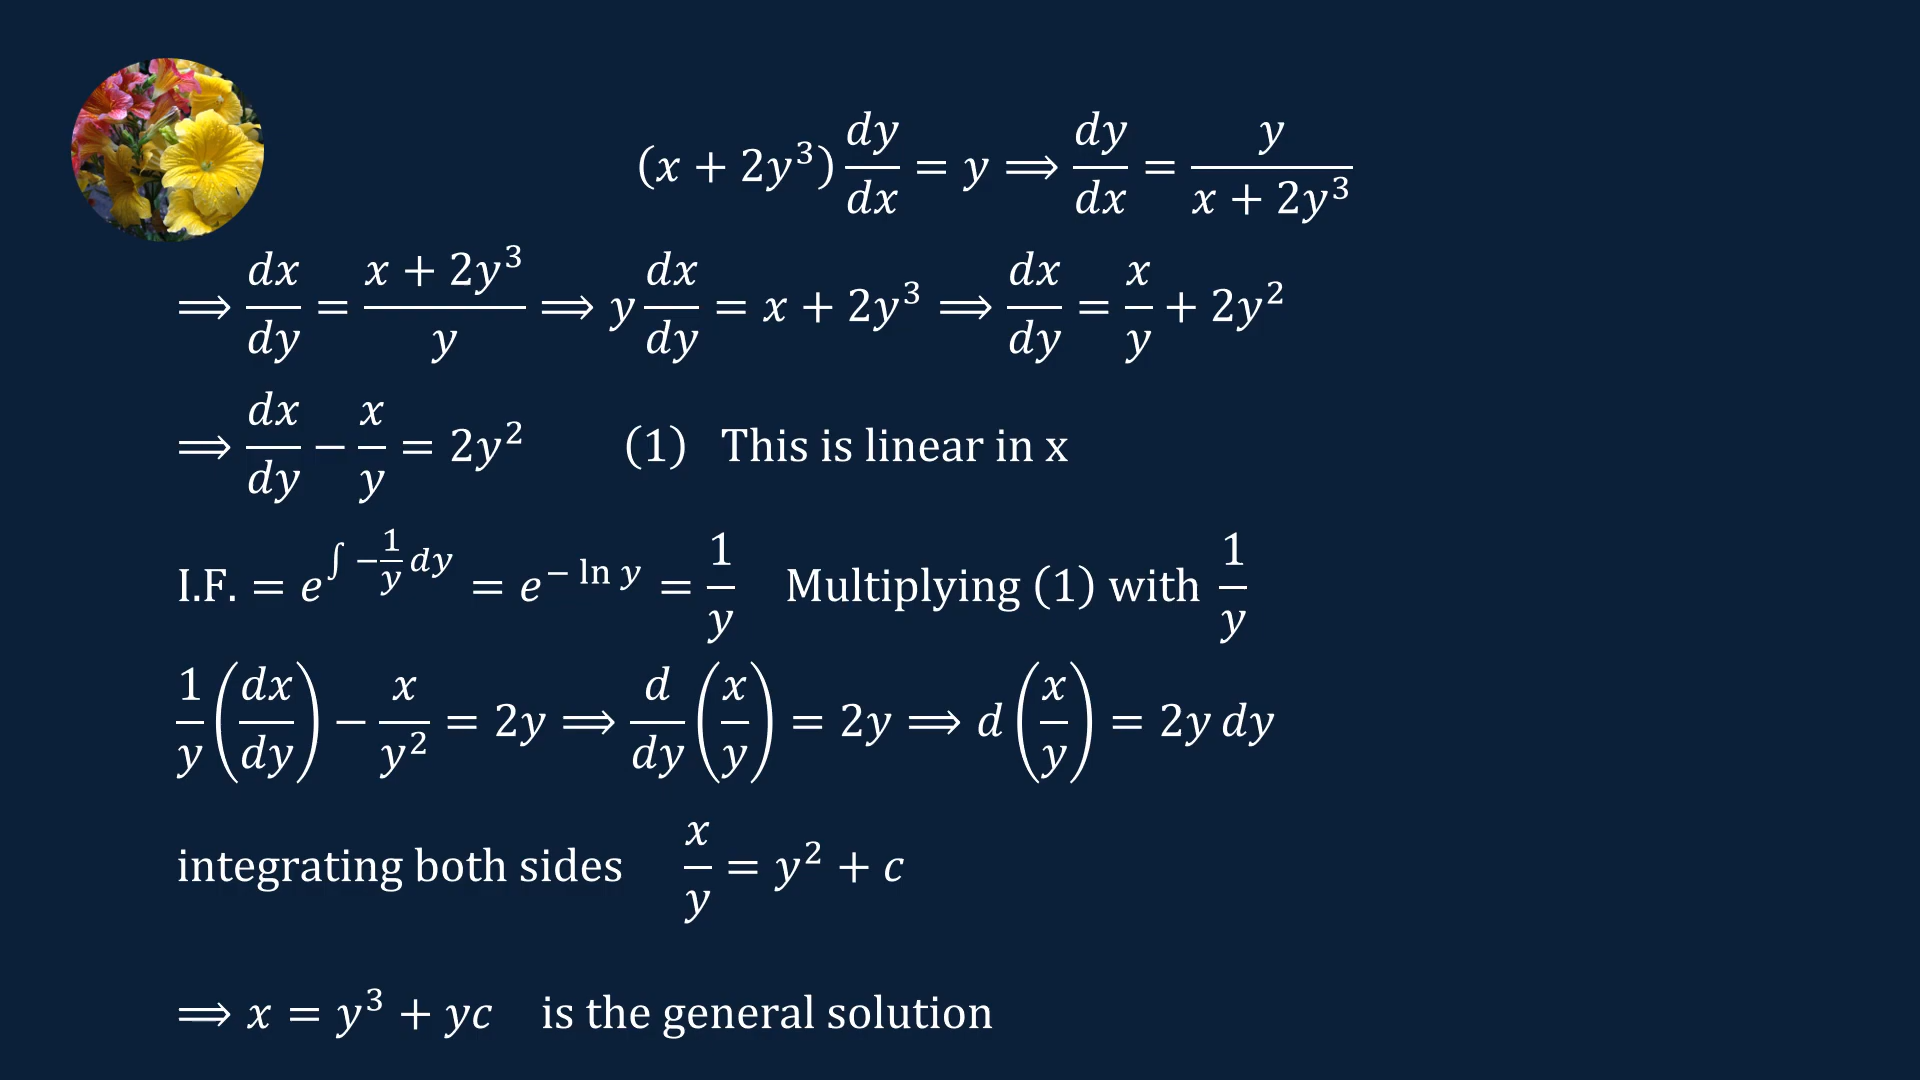 (x + 2y³) dy/dx = y ⟹ dy/dx = y/(x + 2y³)
⟹ dx/dy = (x + 2y³)/y ⟹ y dx/dy = x + 2y³ ⟹ dx/dy = x/y + 2y²
⟹ dx/dy − x/y = 2y² (1) This is linear in x
I.F. = e^(∫ −1/y dy) = e^(− ln y) = 1/y Multiplying (1) with 1/y
1/y (dx/dy) − x/y² = 2y ⟹ d/dy (x/y) = 2y ⟹ d (x/y) = 2y dy
integrating both sides x/y = y² + c
⟹ x = y³ + yc is the general solution